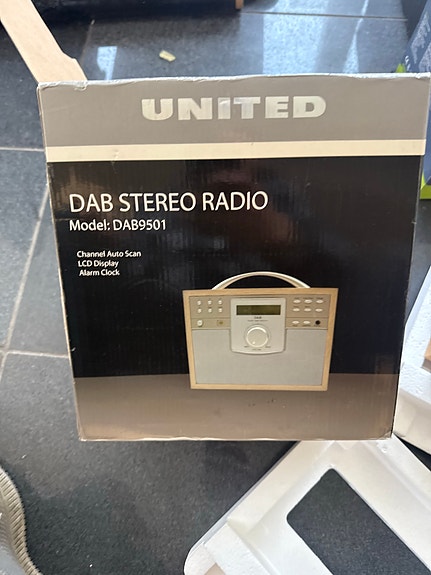 UNITED
DAB STEREO RADIO
Model: DAB9501
Channel Auto Scan
LCD Display
Alarm Clock